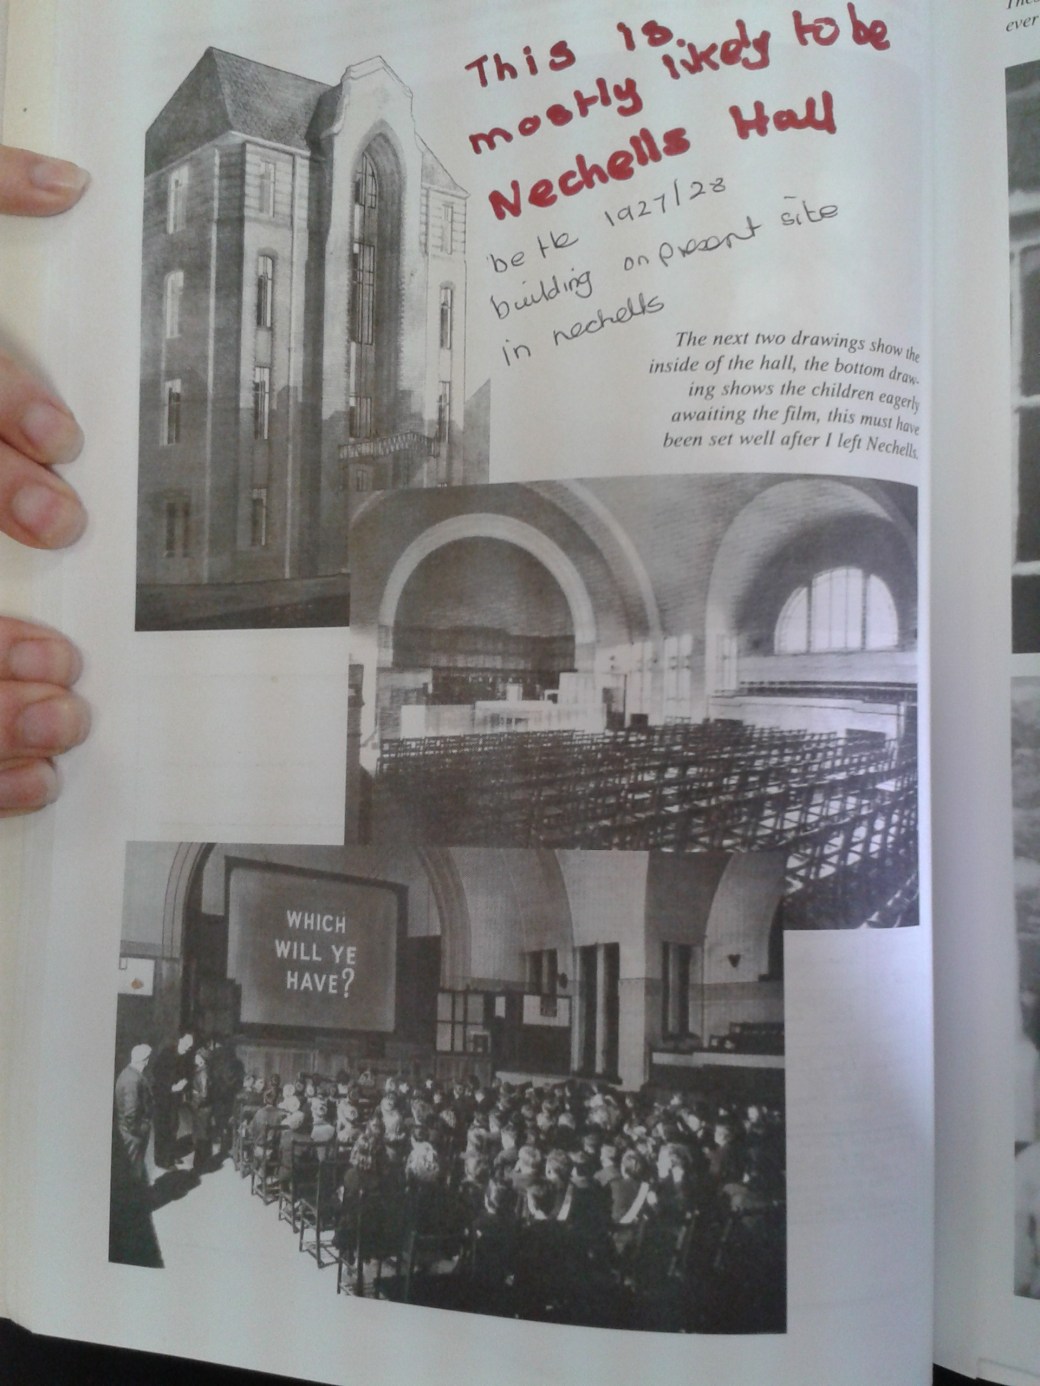 This is
mostly likely to be
Nechells Hall
be the 1927/28
building on present site
in nechells
The next two drawings show the
inside of the hall, the bottom draw-
ing shows the children eagerly
awaiting the film, this must have
been set well after I left Nechells.
WHICH
WILL YE
HAVE?
ever